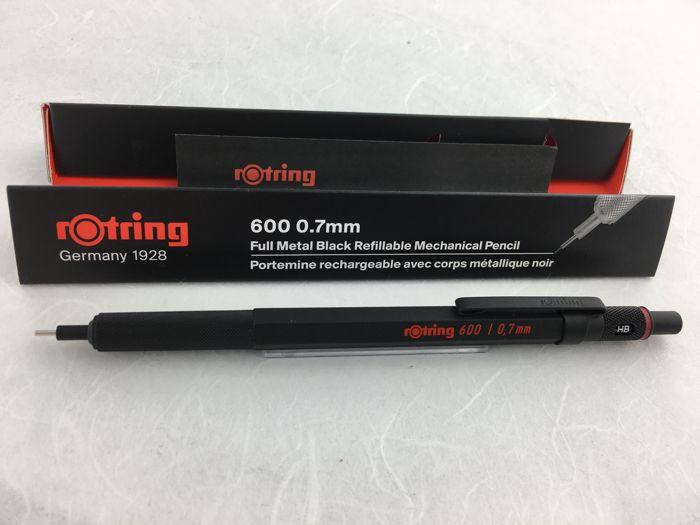 rotring
rotring
Germany 1928
600 0.7mm
Full Metal Black Refillable Mechanical Pencil
Portemine rechargeable avec corps métallique noir
rotring
rotring 600 / 0,7 mm
HB